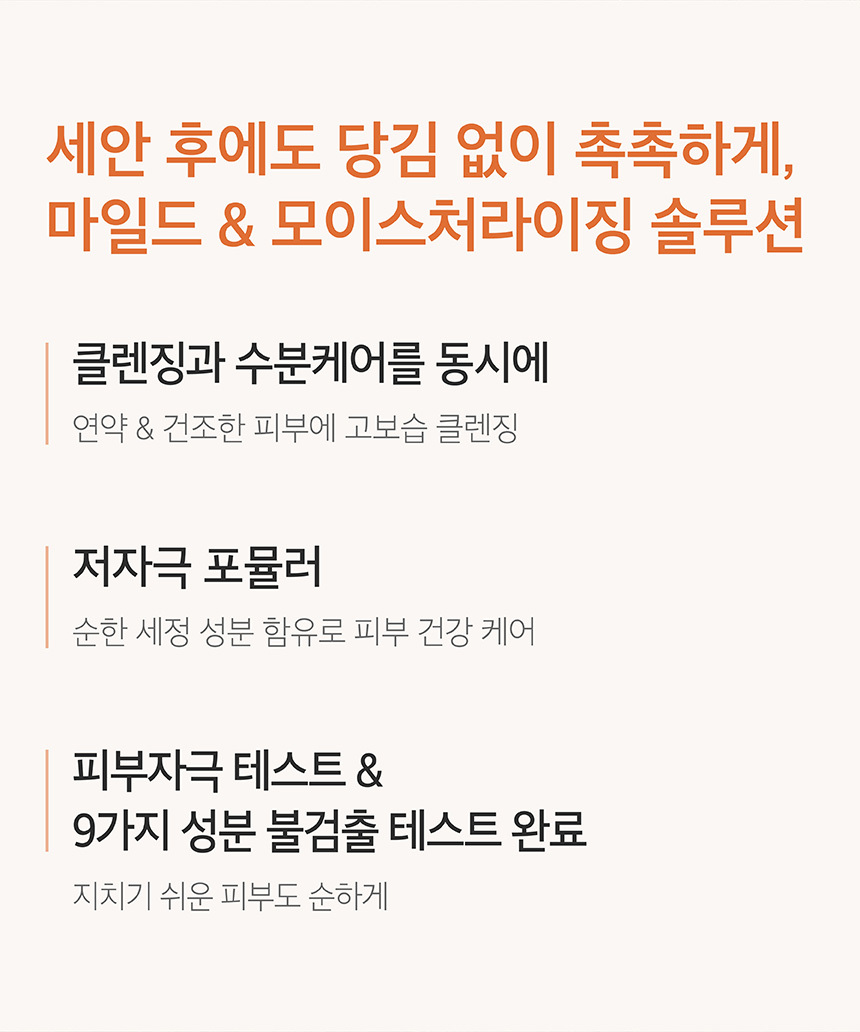 세안 후에도 당김 없이 촉촉하게,
마일드 & 모이스처라이징 솔루션
클렌징과 수분케어를 동시에
연약 & 건조한 피부에 고보습 클렌징
저자극 포뮬러
순한 세정 성분 함유로 피부 건강 케어
피부자극 테스트 &
9가지 성분 불검출 테스트 완료
지치기 쉬운 피부도 순하게